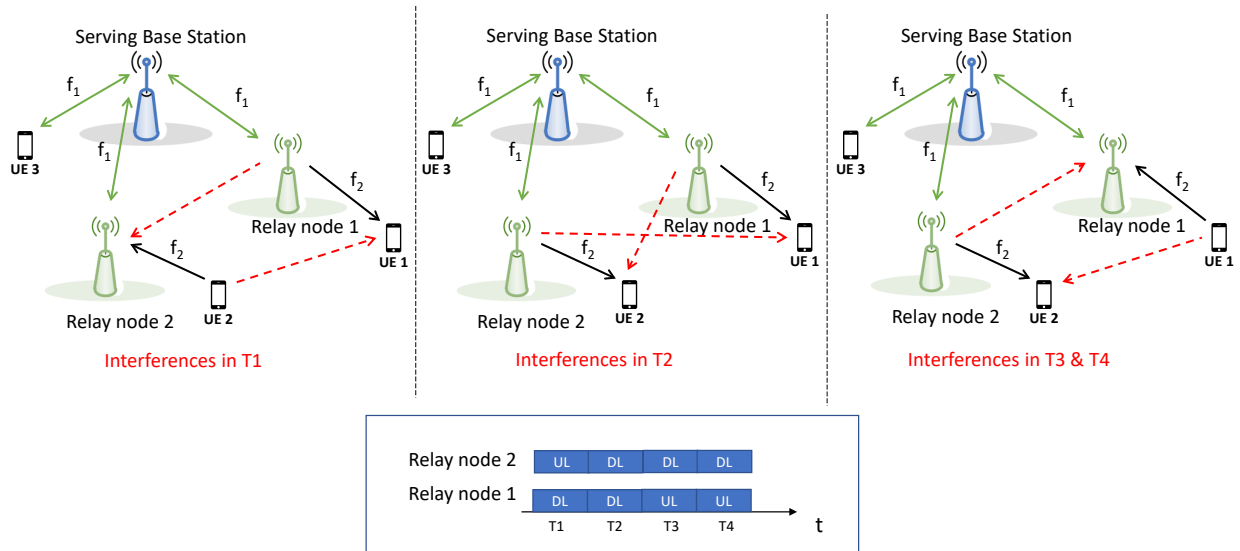 Serving Base Station
f1
f1
f1
UE 3
f2
Relay node 1
UE 1
f2
UE 2
Relay node 2
Interferences in T1
Serving Base Station
f1
f1
f1
UE 3
f2
Relay node 1
UE 1
f2
UE 2
Relay node 2
Interferences in T2
Serving Base Station
f1
f1
f1
UE 3
f2
Relay node 1
UE 1
UE 2
f2
Relay node 2
Interferences in T3 & T4
Relay node 2 UL DL DL DL
Relay node 1 DL DL UL UL
T1 T2 T3 T4 t